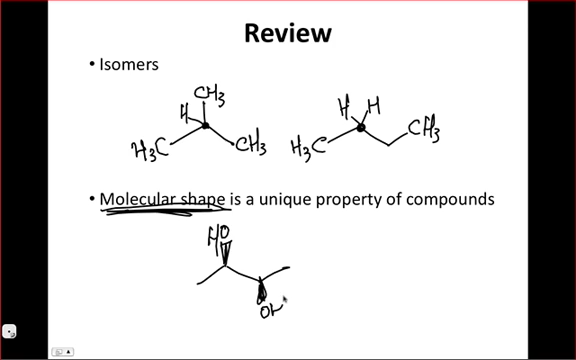 Review
• Isomers
CH3
H
H3C
CH3
H H
H3C
CH3
• Molecular shape is a unique property of compounds
HO
OH